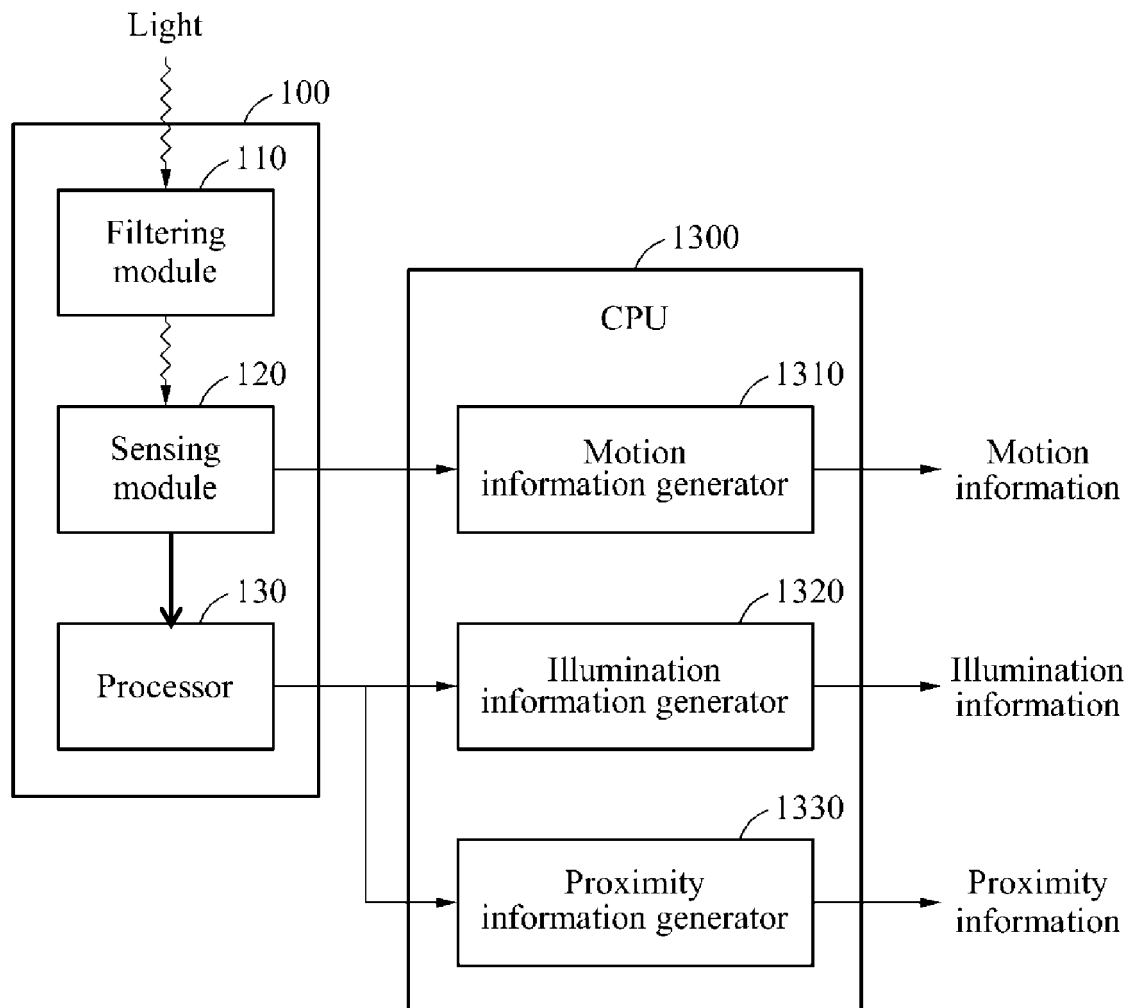 Light
100
110
Filtering
module
120
Sensing
module
130
Processor
1300
CPU
1310
Motion
information generator
Motion
information
1320
Illumination
information generator
Illumination
information
1330
Proximity
information generator
Proximity
information